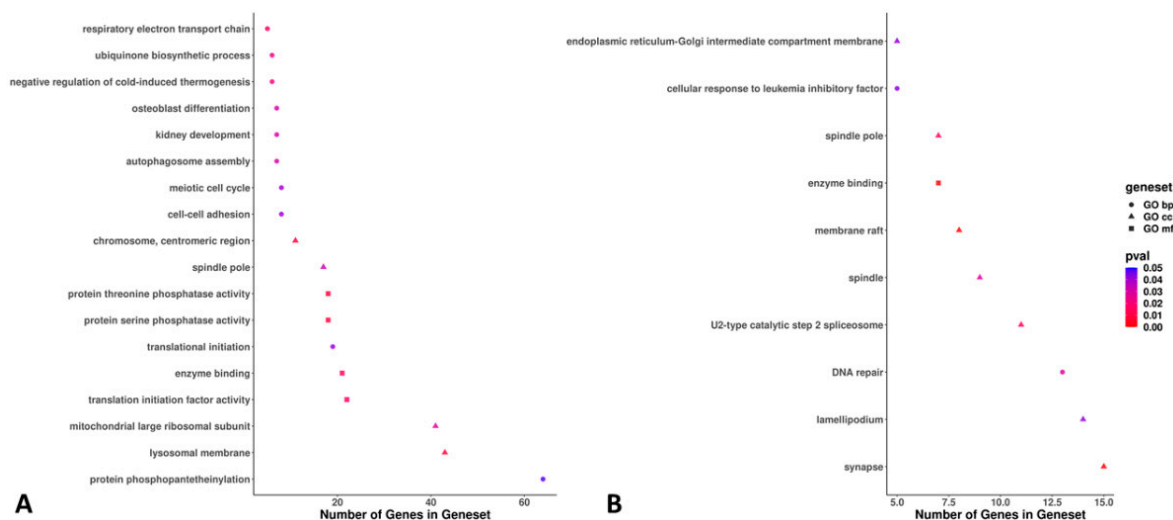 respiratory electron transport chain
ubiquinone biosynthetic process
negative regulation of cold-induced thermogenesis
osteoblast differentiation
kidney development
autophagosome assembly
meiotic cell cycle
cell-cell adhesion
chromosome, centromeric region
spindle pole
protein threonine phosphatase activity
protein serine phosphatase activity
translational initiation
enzyme binding
translation initiation factor activity
mitochondrial large ribosomal subunit
lysosomal membrane
protein phosphopantetheinylation
20 40 60
Number of Genes in Geneset
A
endoplasmic reticulum-Golgi intermediate compartment membrane
cellular response to leukemia inhibitory factor
spindle pole
enzyme binding
membrane raft
spindle
U2-type catalytic step 2 spliceosome
DNA repair
lamellipodium
synapse
5.0 7.5 10.0 12.5 15.0
Number of Genes in Geneset
B
geneset
GO bp
GO cc
GO mf
pval
0.05
0.04
0.03
0.02
0.01
0.00